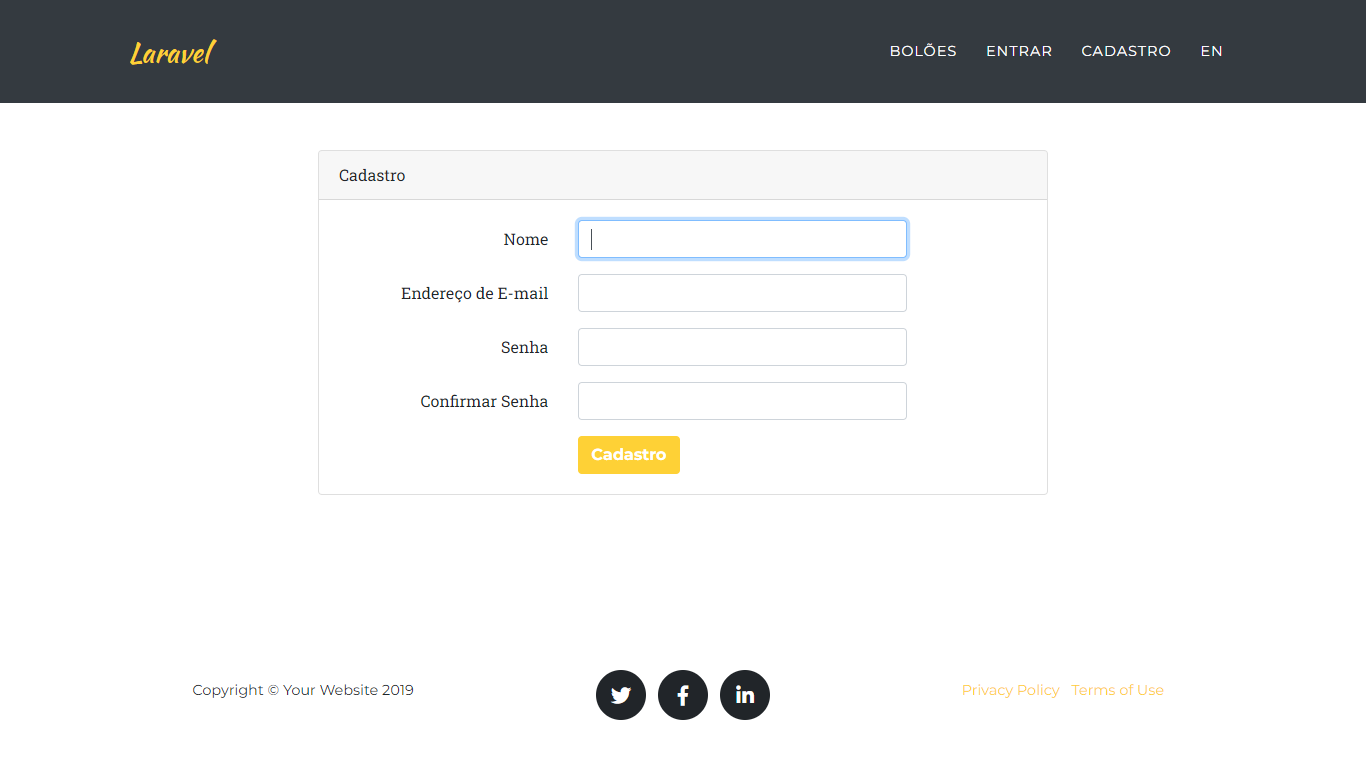 Laravel
BOLÕES ENTRAR CADASTRO EN
Cadastro
Nome
Endereço de E-mail
Senha
Confirmar Senha
Cadastro
Copyright © Your Website 2019
Privacy Policy Terms of Use